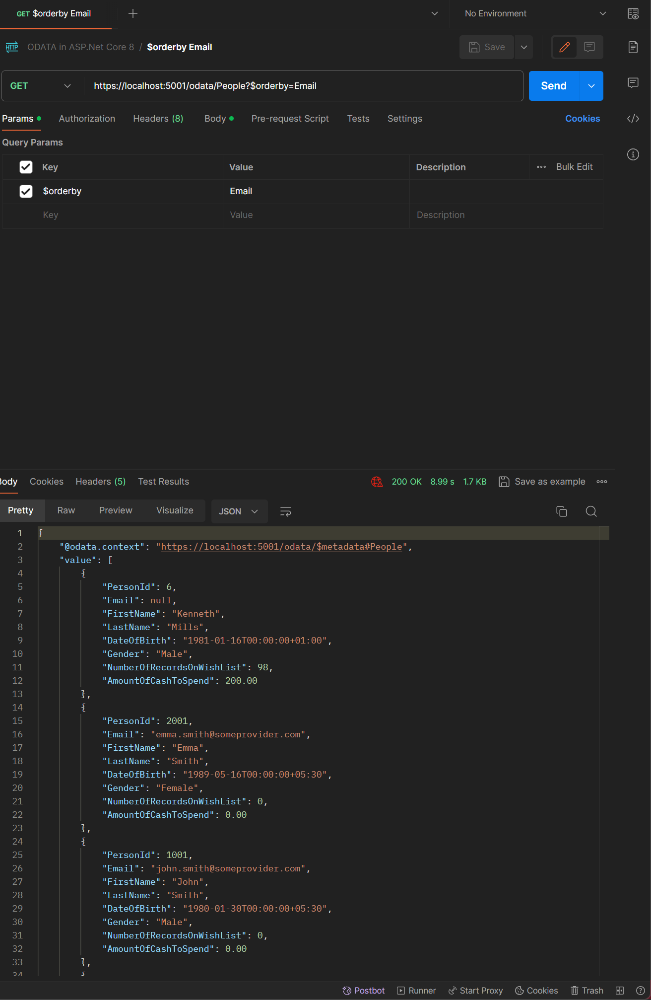 GET $orderby Email
No Environment
HTTP ODATA in ASP.Net Core 8 / $orderby Email
Save
GET https://localhost:5001/odata/People?$orderby=Email Send
Params Authorization Headers (8) Body Pre-request Script Tests Settings Cookies
Query Params
Key Value Description Bulk Edit
$orderby Email
Key Value Description
Body Cookies Headers (5) Test Results 200 OK 8.99 s 1.7 KB Save as example
Pretty Raw Preview Visualize JSON
1 {
2 "@odata.context": "https://localhost:5001/odata/$metadata#People",
3 "value": [
4 {
5 "PersonId": 6,
6 "Email": null,
7 "FirstName": "Kenneth",
8 "LastName": "Mills",
9 "DateOfBirth": "1981-01-16T00:00:00+01:00",
10 "Gender": "Male",
11 "NumberOfRecordsOnWishList": 98,
12 "AmountOfCashToSpend": 200.00
13 },
14 {
15 "PersonId": 2001,
16 "Email": "emma.smith@someprovider.com",
17 "FirstName": "Emma",
18 "LastName": "Smith",
19 "DateOfBirth": "1989-05-16T00:00:00+05:30",
20 "Gender": "Female",
21 "NumberOfRecordsOnWishList": 0,
22 "AmountOfCashToSpend": 0.00
23 },
24 {
25 "PersonId": 1001,
26 "Email": "john.smith@someprovider.com",
27 "FirstName": "John",
28 "LastName": "Smith",
29 "DateOfBirth": "1980-01-30T00:00:00+05:30",
30 "Gender": "Male",
31 "NumberOfRecordsOnWishList": 0,
32 "AmountOfCashToSpend": 0.00
33 },
34 {
Postbot Runner Start Proxy Cookies Trash